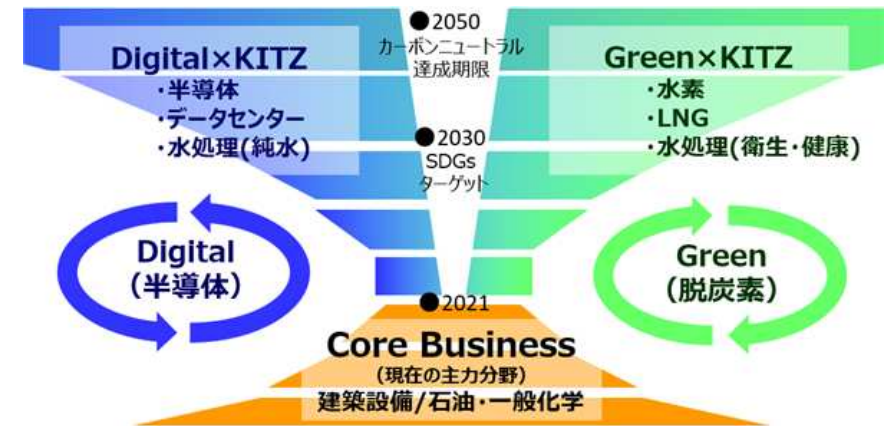 Digital×KITZ
・半導体
・データセンター
・水処理(純水)
●2050
カーボンニュートラル
達成期限
●2030
SDGs
ターゲット
●2021
Green×KITZ
・水素
・LNG
・水処理(衛生・健康)
Digital
(半導体)
Green
(脱炭素)
Core Business
(現在の主力分野)
建築設備/石油・一般化学